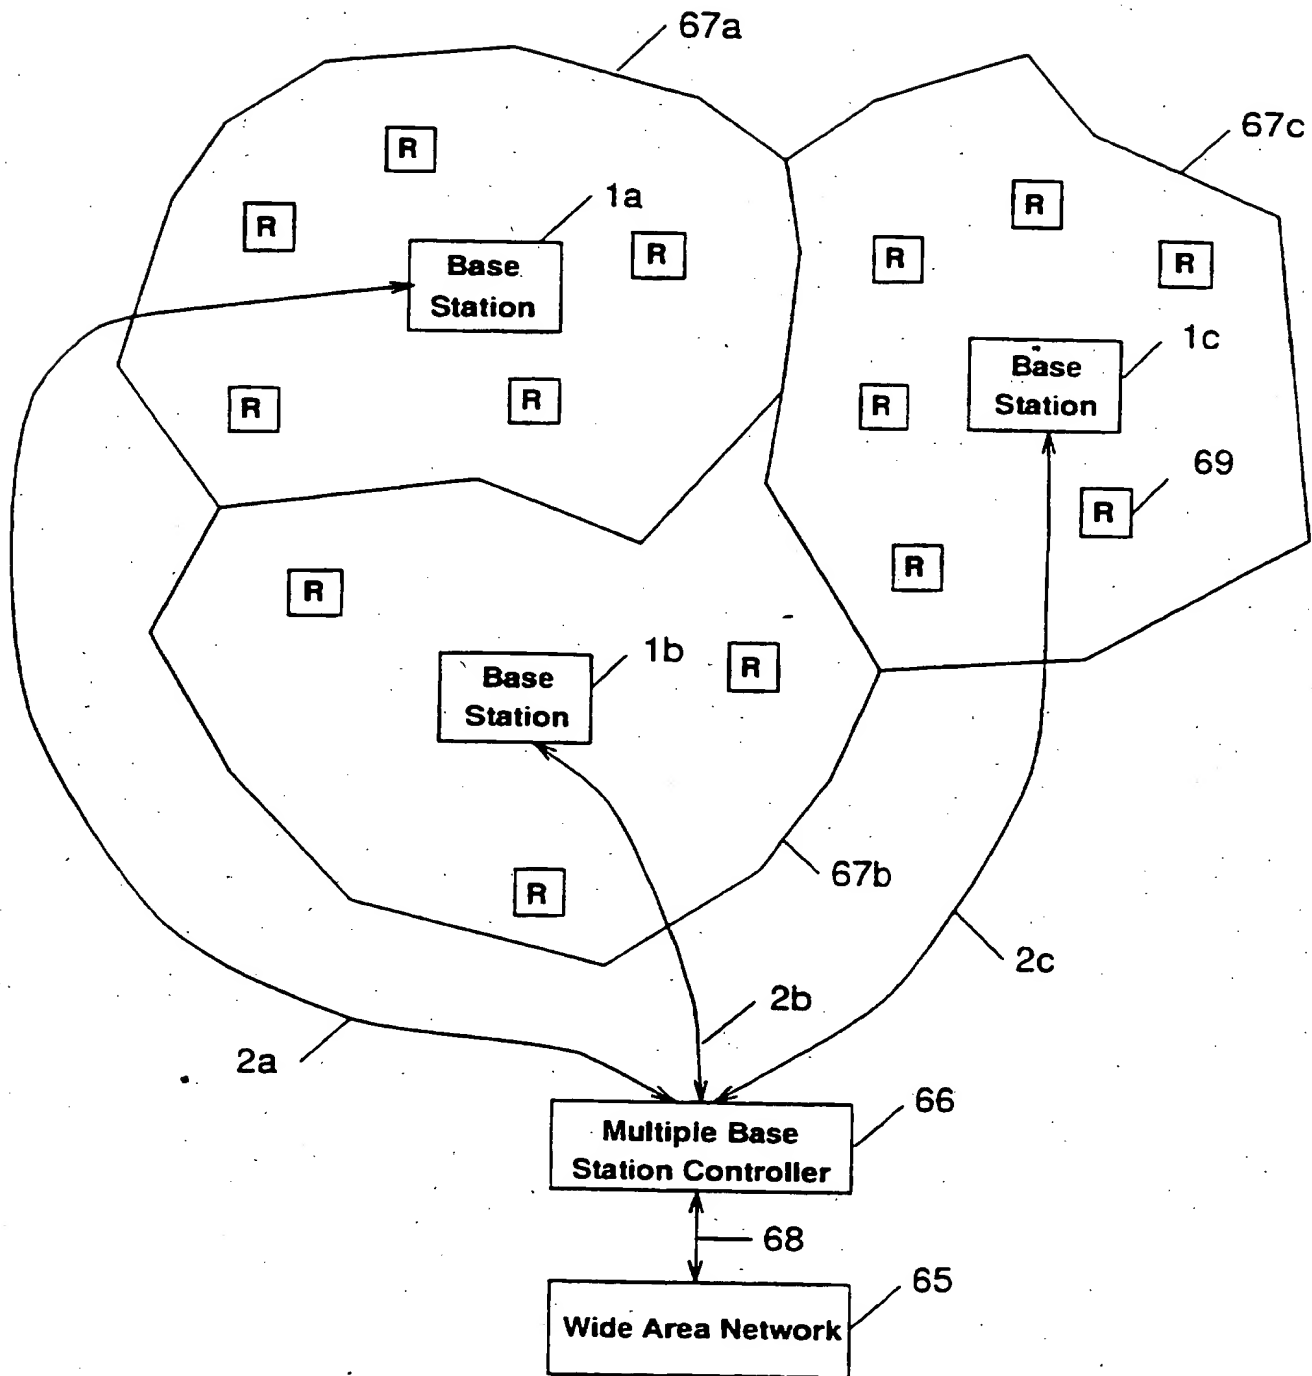 67a
67c
R
1a
R
R
R
R
R
R
Base
Station
1c
Base
Station
R
R
R
69
R
R
R
1b
R
Base
Station
67b
R
2c
2b
2a
66
Multiple Base
Station Controller
68
65
Wide Area Network